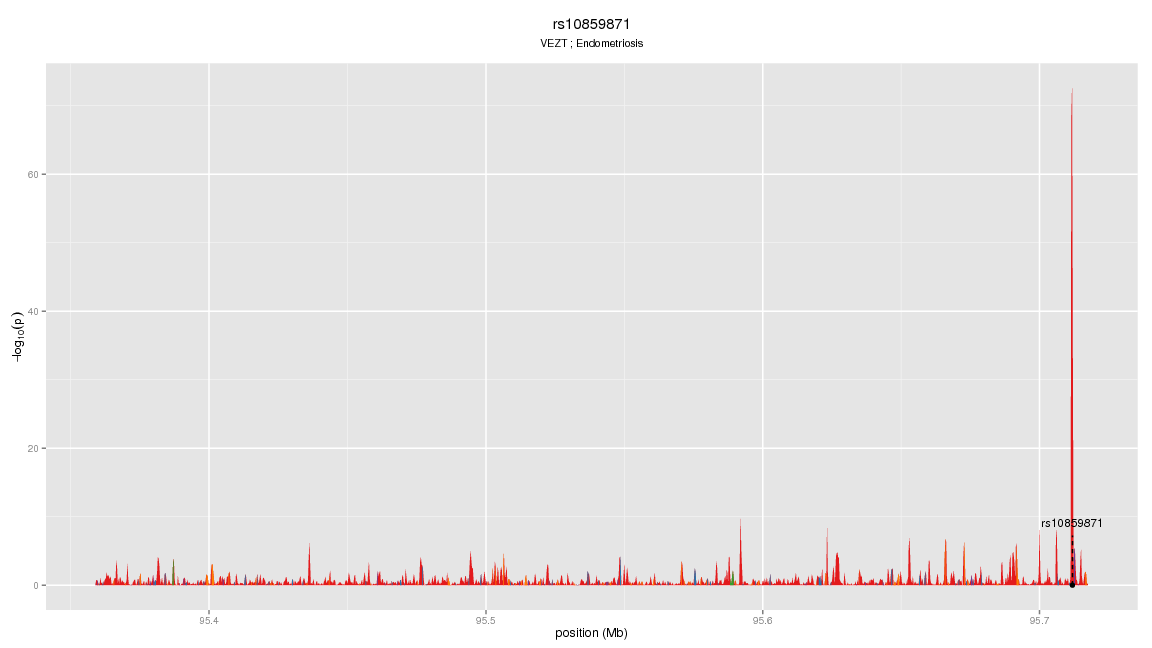 rs10859871
VEZT ; Endometriosis
−log₁₀(p)
60
40
20
0
rs10859871
95.4 95.5 95.6 95.7
position (Mb)